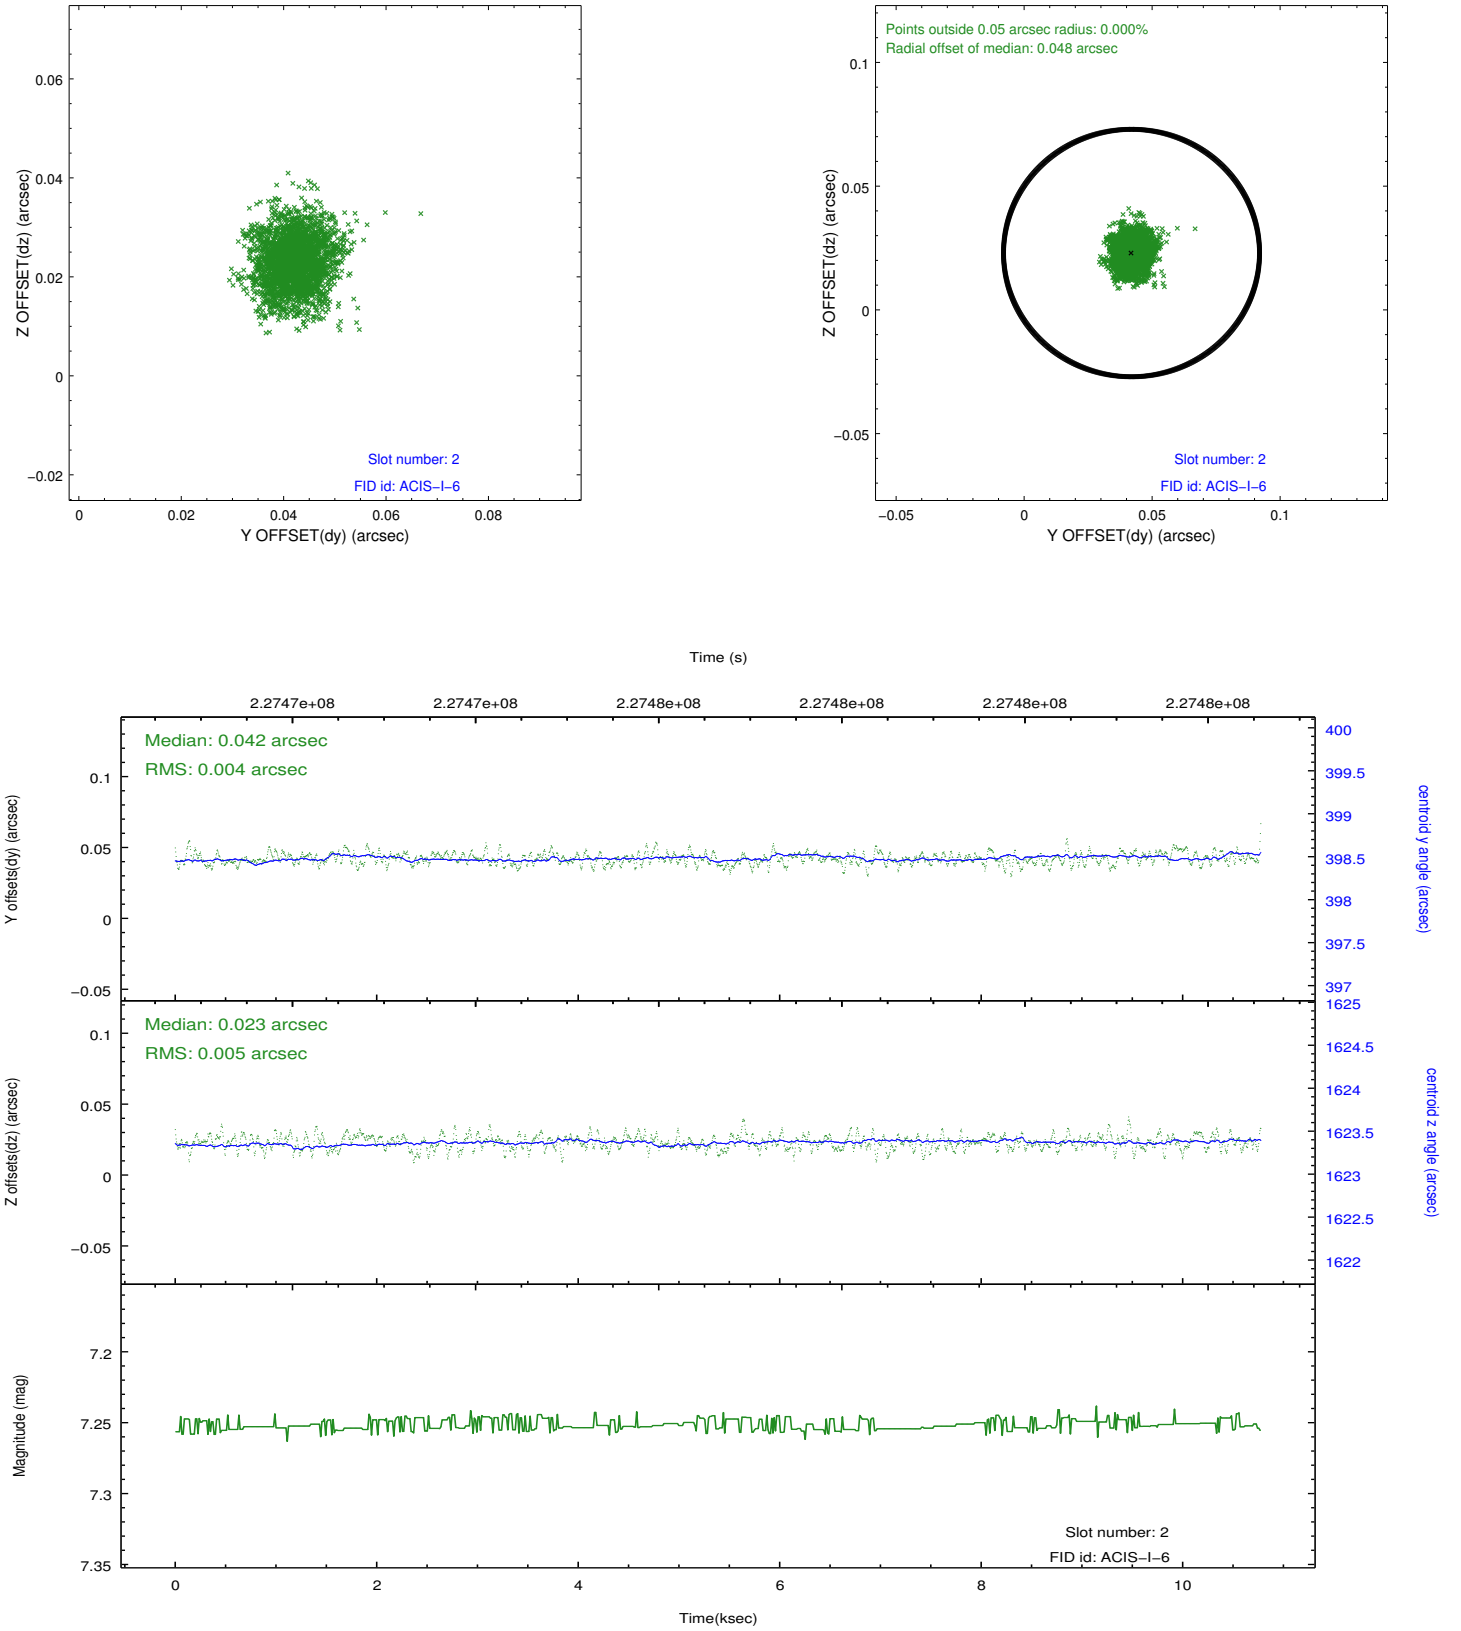 0.06
0.04
0.02
0
−0.02
Z OFFSET(dz) (arcsec)
Slot number: 2
FID id: ACIS−I−6
0 0.02 0.04 0.06 0.08
Y OFFSET(dy) (arcsec)
Points outside 0.05 arcsec radius: 0.000%
Radial offset of median: 0.048 arcsec
0.1
0.05
0
−0.05
Z OFFSET(dz) (arcsec)
Slot number: 2
FID id: ACIS−I−6
−0.05 0 0.05 0.1
Y OFFSET(dy) (arcsec)
Time (s)
2.2747e+08 2.2747e+08 2.2748e+08 2.2748e+08 2.2748e+08 2.2748e+08
Median: 0.042 arcsec
RMS: 0.004 arcsec
0.1
0.05
0
−0.05
Y offsets(dy) (arcsec)
400
399.5
399
398.5
398
397.5
397
centroid y angle (arcsec)
Median: 0.023 arcsec
RMS: 0.005 arcsec
0.1
0.05
0
−0.05
Z offsets(dz) (arcsec)
1625
1624.5
1624
1623.5
1623
1622.5
1622
centroid z angle (arcsec)
7.2
7.25
7.3
7.35
Magnitude (mag)
Slot number: 2
FID id: ACIS−I−6
0 2 4 6 8 10
Time(ksec)